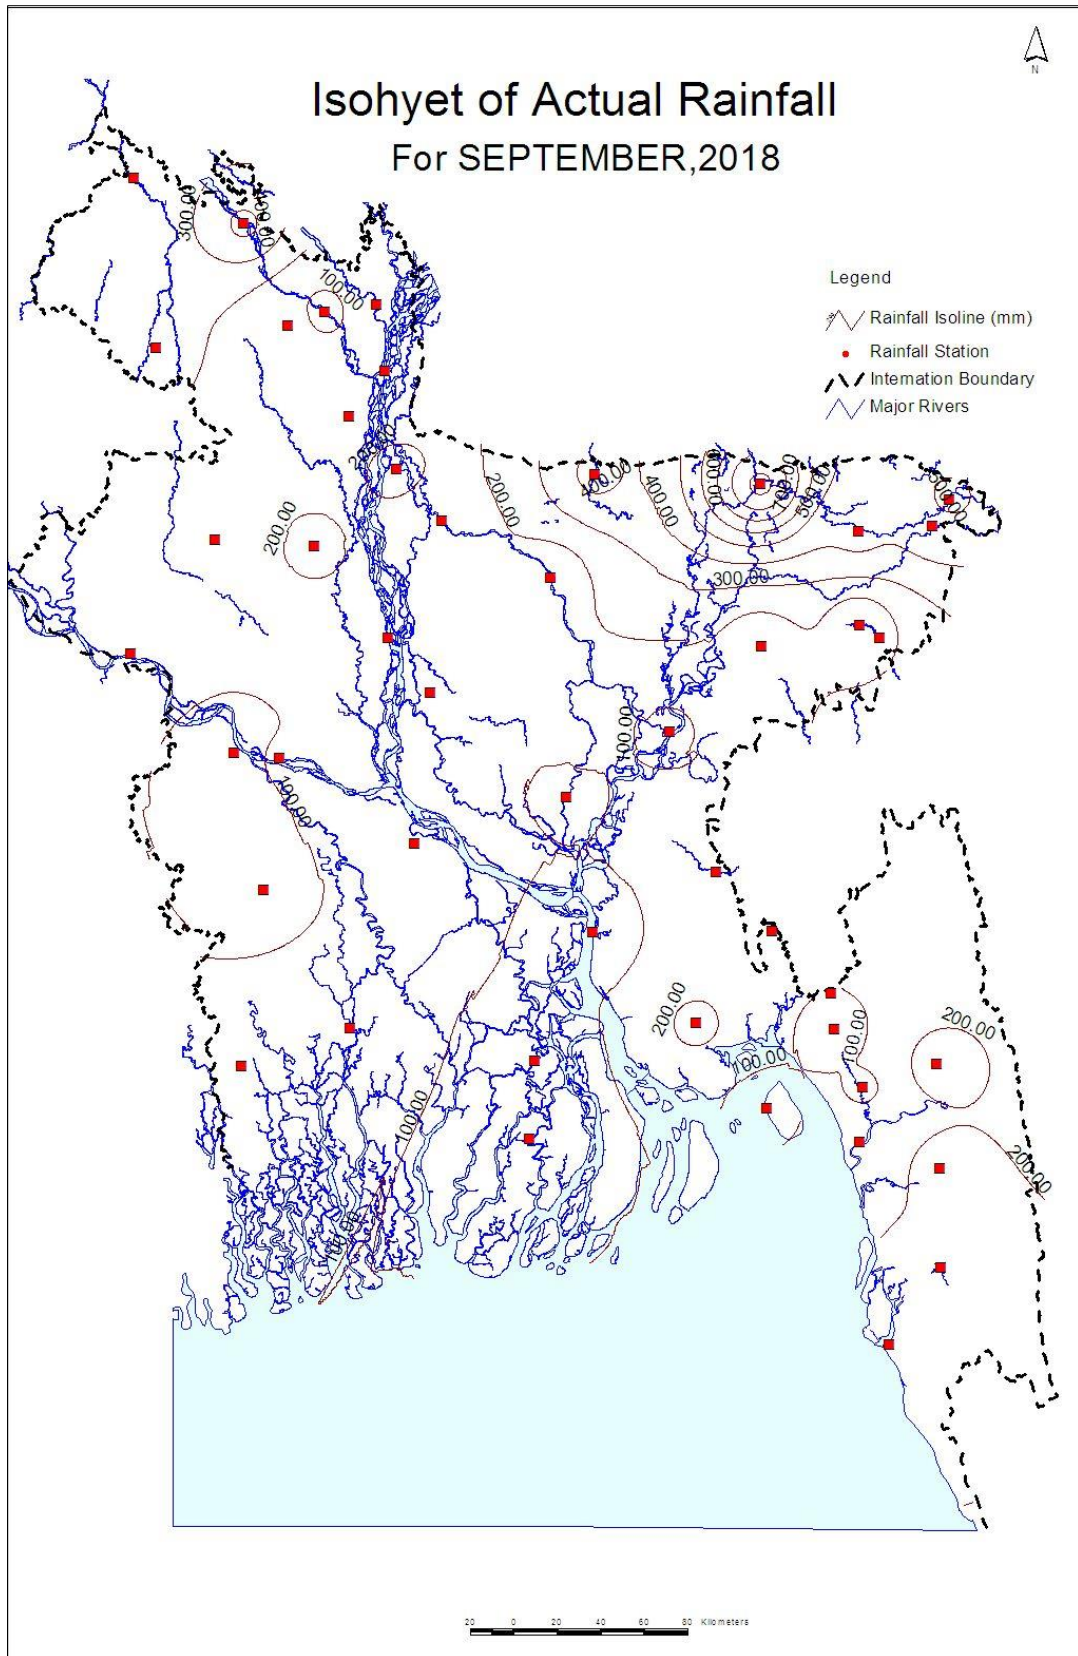 N
Isohyet of Actual Rainfall
For SEPTEMBER,2018
300.00
100.00
Legend
Rainfall Isoline (mm)
Rainfall Station
Internation Boundary
Major Rivers
200.00
400.00
400.00
100.00
500.00
200.00
300.00
100.00
100.00
200.00
100.00
200.00
100.00
100.00
200.00
100.00
20 0 20 40 60 80 Kilometers